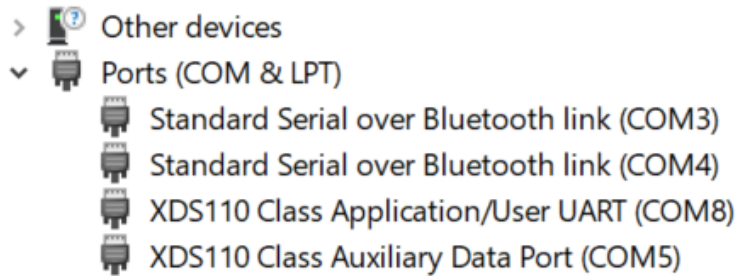 Other devices
Ports (COM & LPT)
Standard Serial over Bluetooth link (COM3)
Standard Serial over Bluetooth link (COM4)
XDS110 Class Application/User UART (COM8)
XDS110 Class Auxiliary Data Port (COM5)